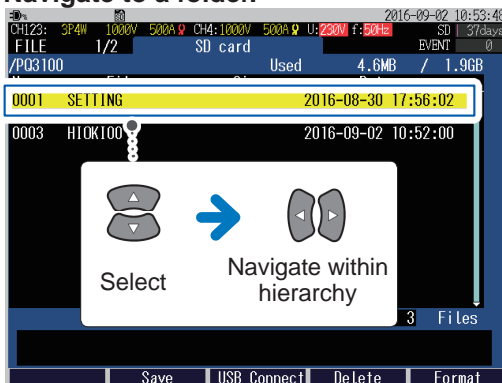 Navigate to a folder.
2016-09-02 10:53:48
CH123: 3P4W 1000V 500A CH4:1000V 500A U:230V f:50Hz SD 37days
FILE 1/2 SD card EVENT 0
/PQ3100 Used 4.6MB / 1.9GB
0001 SETTING 2016-08-30 17:56:02
0003 HIOKI00 2016-09-02 10:52:00
Select
Navigate within
hierarchy
3 Files
Save USB Connect Delete Format